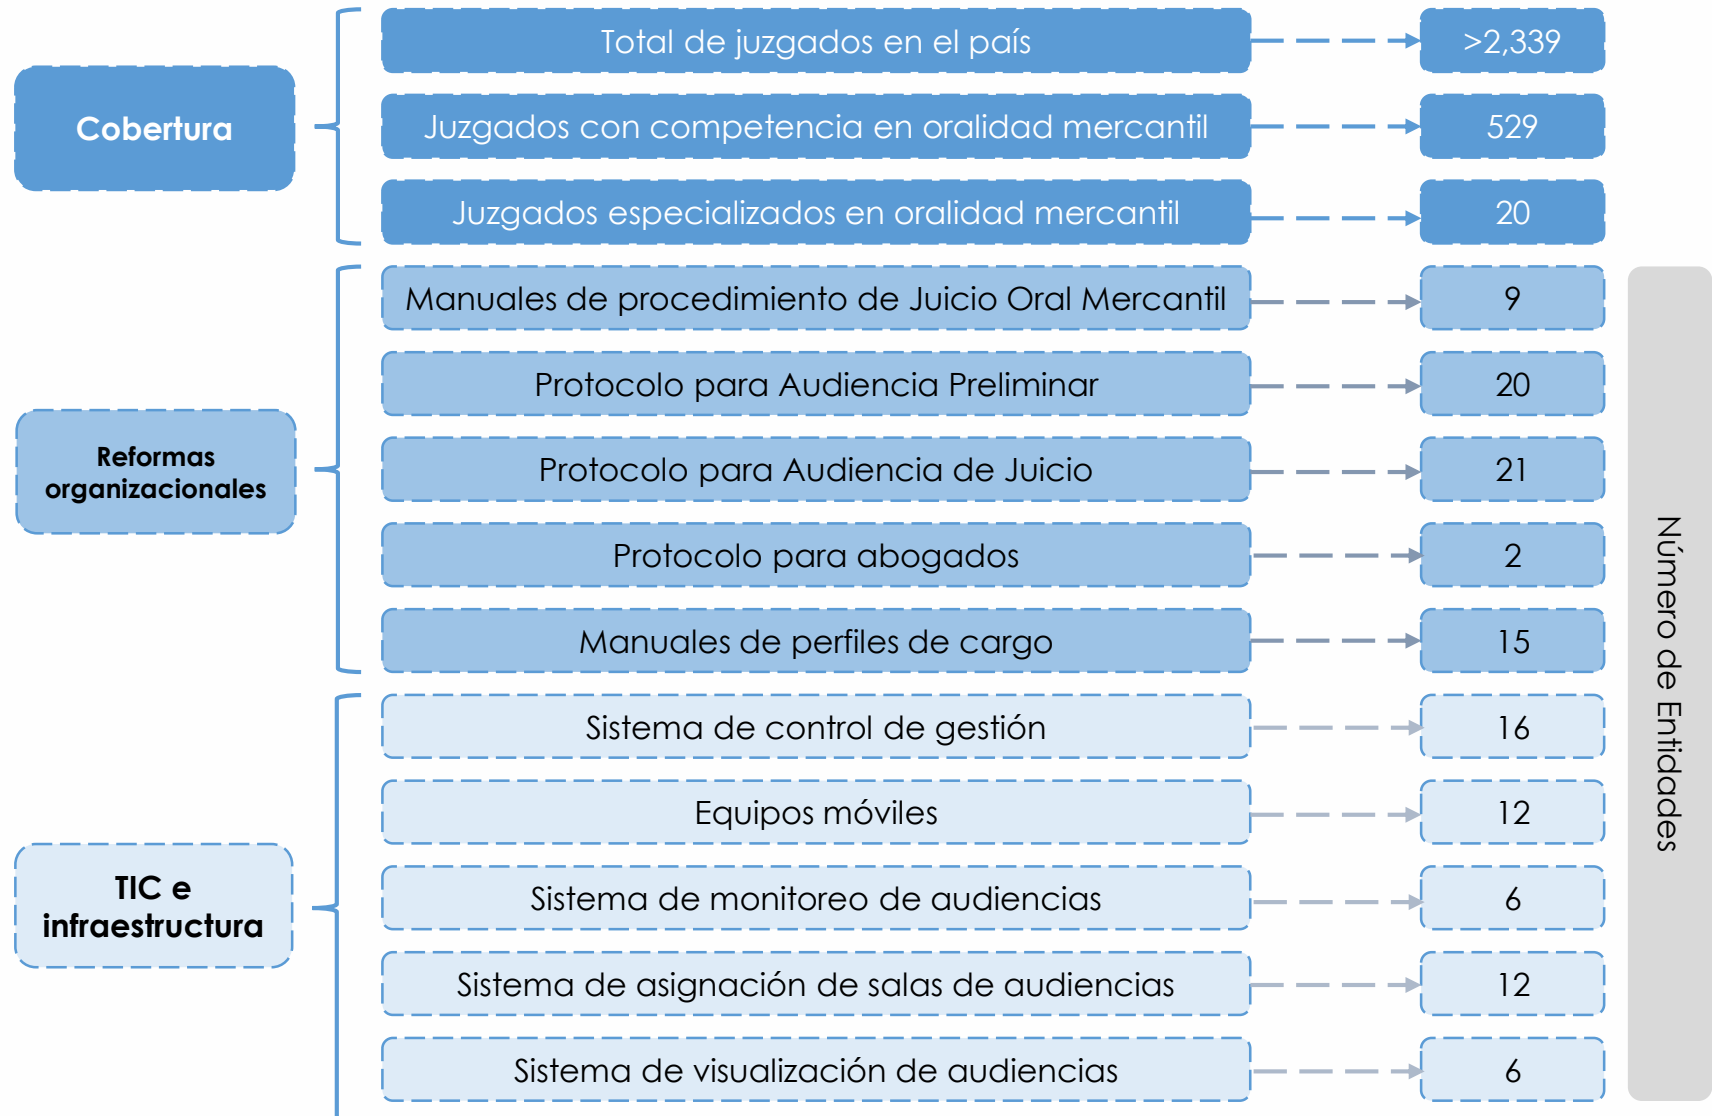 Cobertura
Total de juzgados en el país
>2,339
Juzgados con competencia en oralidad mercantil
529
Juzgados especializados en oralidad mercantil
20
Reformas
organizacionales
Manuales de procedimiento de Juicio Oral Mercantil
9
Protocolo para Audiencia Preliminar
20
Protocolo para Audiencia de Juicio
21
Protocolo para abogados
2
Manuales de perfiles de cargo
15
TIC e
infraestructura
Sistema de control de gestión
16
Equipos móviles
12
Sistema de monitoreo de audiencias
6
Sistema de asignación de salas de audiencias
12
Sistema de visualización de audiencias
6
Número de Entidades